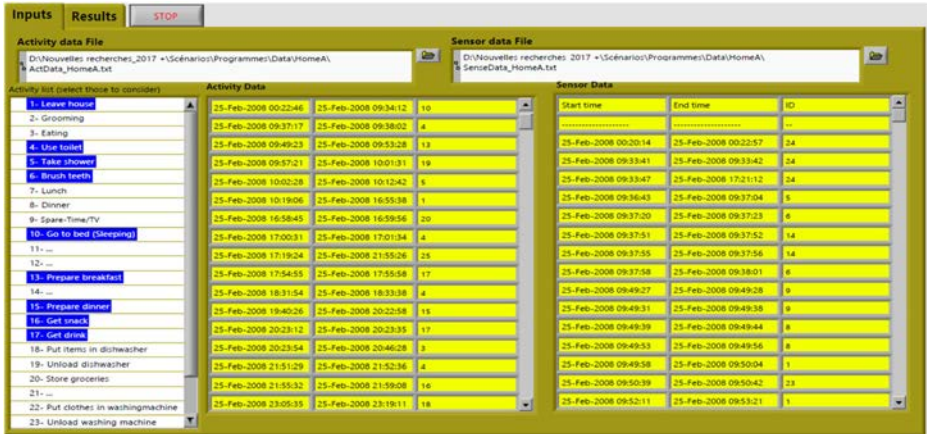 Inputs Results STOP
Activity data File
D:\Nouvelles recherches_2017 +\Scénarios\Programmes\Data\HomeA\
ActData_HomeA.txt
Sensor data File
D:\Nouvelles recherches 2017 +\Scénarios\Programmes\Data\HomeA\
SenseData_HomeA.txt
Activity list (select those to consider)
1- Leave house
2- Grooming
3- Eating
4- Use toilet
5- Take shower
6- Brush teeth
7- Lunch
8- Dinner
9- Spare-Time/TV
10- Go to bed (Sleeping)
11- ...
12- ...
13- Prepare breakfast
14- ...
15- Prepare dinner
16- Get snack
17- Get drink
18- Put items in dishwasher
19- Unload dishwasher
20- Store groceries
21- ...
22- Put clothes in washingmachine
23- Unload washing machine
Activity Data
25-Feb-2008 00:22:46 25-Feb-2008 09:34:12 10
25-Feb-2008 09:37:17 25-Feb-2008 09:38:02 4
25-Feb-2008 09:49:23 25-Feb-2008 09:53:28 13
25-Feb-2008 09:57:21 25-Feb-2008 10:01:31 19
25-Feb-2008 10:02:28 25-Feb-2008 10:12:42 5
25-Feb-2008 10:19:06 25-Feb-2008 16:55:38 1
25-Feb-2008 16:58:45 25-Feb-2008 16:59:56 20
25-Feb-2008 17:00:31 25-Feb-2008 17:01:34 4
25-Feb-2008 17:19:24 25-Feb-2008 21:55:26 25
25-Feb-2008 17:54:55 25-Feb-2008 17:55:58 17
25-Feb-2008 18:31:54 25-Feb-2008 18:33:38 4
25-Feb-2008 19:40:26 25-Feb-2008 20:22:58 15
25-Feb-2008 20:23:12 25-Feb-2008 20:23:35 17
25-Feb-2008 20:23:54 25-Feb-2008 20:46:28 3
25-Feb-2008 21:51:29 25-Feb-2008 21:52:36 4
25-Feb-2008 21:55:32 25-Feb-2008 21:59:08 16
25-Feb-2008 23:05:35 25-Feb-2008 23:19:11 18
Sensor Data
Start time End time ID
-------------------- -------------------- --
25-Feb-2008 00:20:14 25-Feb-2008 00:22:57 24
25-Feb-2008 09:33:41 25-Feb-2008 09:33:42 24
25-Feb-2008 09:33:47 25-Feb-2008 17:21:12 24
25-Feb-2008 09:36:43 25-Feb-2008 09:37:04 5
25-Feb-2008 09:37:20 25-Feb-2008 09:37:23 6
25-Feb-2008 09:37:51 25-Feb-2008 09:37:52 14
25-Feb-2008 09:37:55 25-Feb-2008 09:37:56 14
25-Feb-2008 09:37:58 25-Feb-2008 09:38:01 6
25-Feb-2008 09:49:27 25-Feb-2008 09:49:28 9
25-Feb-2008 09:49:31 25-Feb-2008 09:49:38 9
25-Feb-2008 09:49:39 25-Feb-2008 09:49:44 8
25-Feb-2008 09:49:53 25-Feb-2008 09:49:56 8
25-Feb-2008 09:49:58 25-Feb-2008 09:50:04 1
25-Feb-2008 09:50:39 25-Feb-2008 09:50:42 23
25-Feb-2008 09:52:11 25-Feb-2008 09:53:21 1